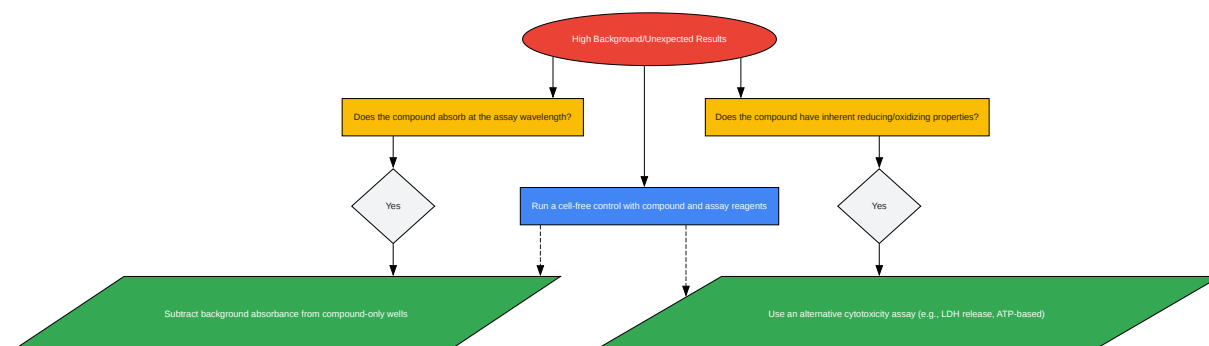 High Background/Unexpected Results
Does the compound absorb at the assay wavelength?
Does the compound have inherent reducing/oxidizing properties?
Yes
Run a cell-free control with compound and assay reagents
Yes
Subtract background absorbance from compound-only wells
Use an alternative cytotoxicity assay (e.g., LDH release, ATP-based)